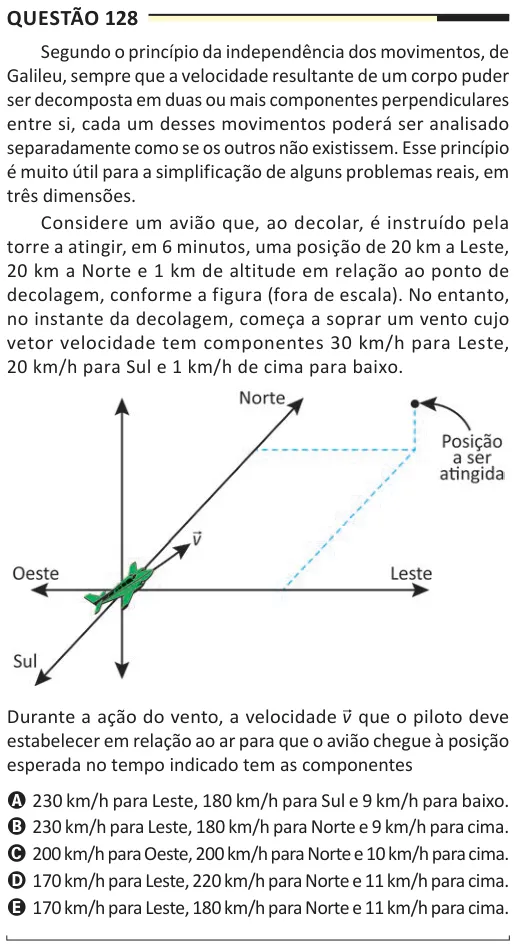 QUESTÃO 128
Segundo o princípio da independência dos movimentos, de
Galileu, sempre que a velocidade resultante de um corpo puder
ser decomposta em duas ou mais componentes perpendiculares
entre si, cada um desses movimentos poderá ser analisado
separadamente como se os outros não existissem. Esse princípio
é muito útil para a simplificação de alguns problemas reais, em
três dimensões.
Considere um avião que, ao decolar, é instruído pela
torre a atingir, em 6 minutos, uma posição de 20 km a Leste,
20 km a Norte e 1 km de altitude em relação ao ponto de
decolagem, conforme a figura (fora de escala). No entanto,
no instante da decolagem, começa a soprar um vento cujo
vetor velocidade tem componentes 30 km/h para Leste,
20 km/h para Sul e 1 km/h de cima para baixo.
Norte
Posição
a ser
atingida
v⃗
Oeste
Leste
Sul
Durante a ação do vento, a velocidade v⃗ que o piloto deve
estabelecer em relação ao ar para que o avião chegue à posição
esperada no tempo indicado tem as componentes
A 230 km/h para Leste, 180 km/h para Sul e 9 km/h para baixo.
B 230 km/h para Leste, 180 km/h para Norte e 9 km/h para cima.
C 200 km/h para Oeste, 200 km/h para Norte e 10 km/h para cima.
D 170 km/h para Leste, 220 km/h para Norte e 11 km/h para cima.
E 170 km/h para Leste, 180 km/h para Norte e 11 km/h para cima.